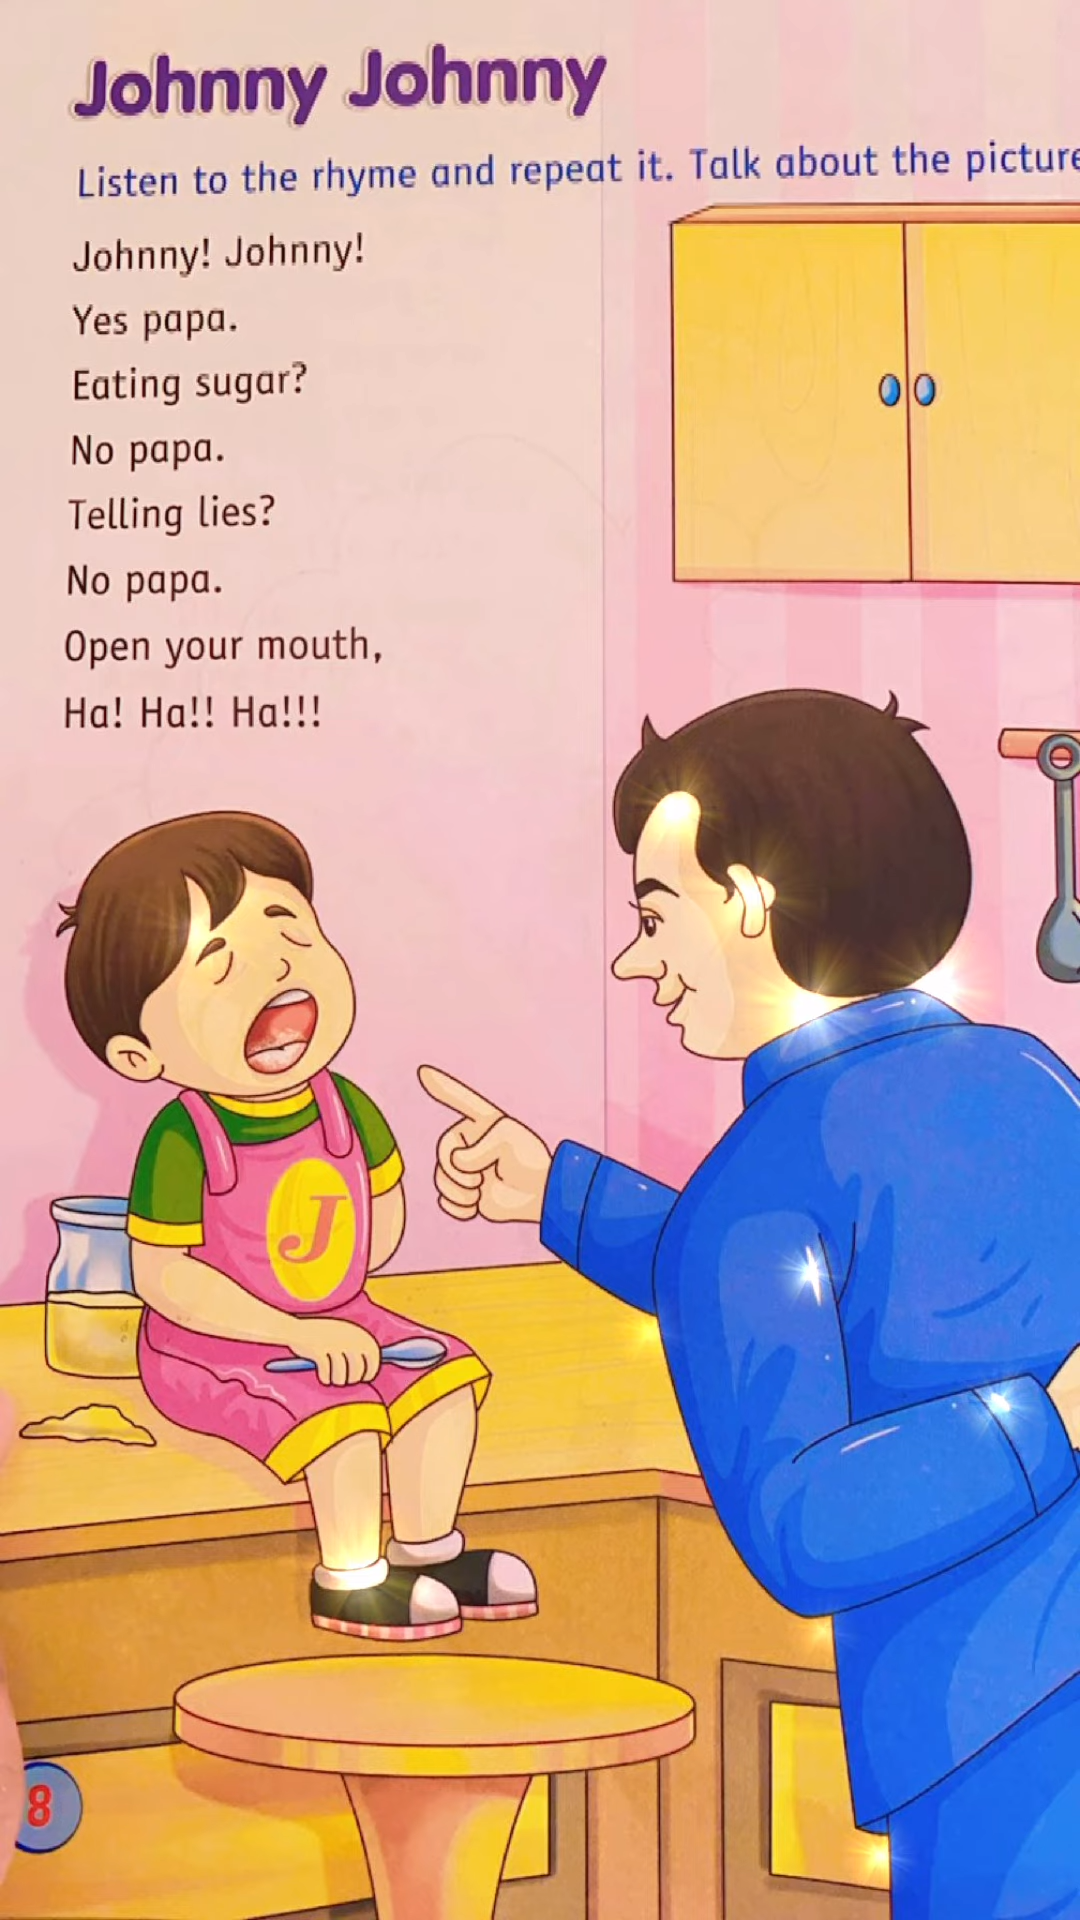 Johnny Johnny
Listen to the rhyme and repeat it. Talk about the picture
Johnny! Johnny!
Yes papa.
Eating sugar?
No papa.
Telling lies?
No papa.
Open your mouth,
Ha! Ha!! Ha!!!
J
8